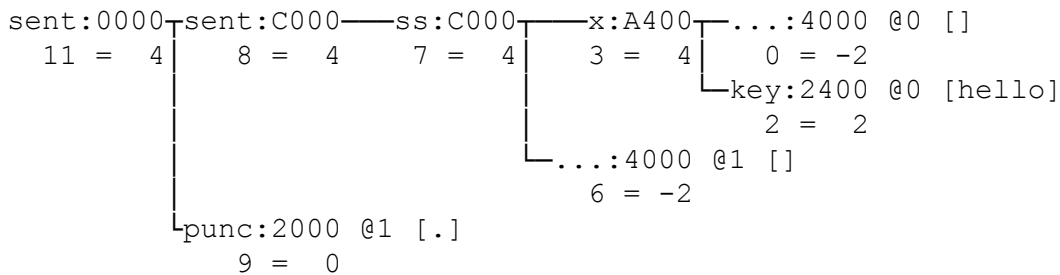 sent:0000┬sent:C000───ss:C000┬────x:A400┬─...:4000 @0 []
11 = 4│ 8 = 4 7 = 4│ 3 = 4│ 0 = -2
└─key:2400 @0 [hello]
2 = 2
└─...:4000 @1 []
6 = -2
└punc:2000 @1 [.]
9 = 0